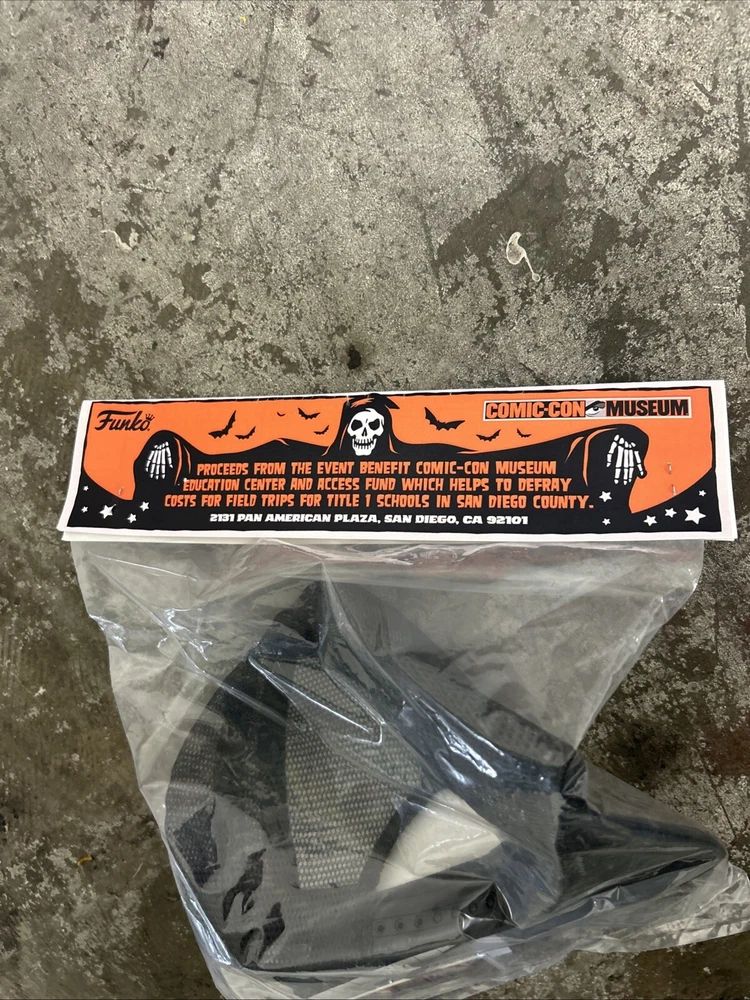 Funko
COMIC-CON MUSEUM
PROCEEDS FROM THE EVENT BENEFIT COMIC-CON MUSEUM
EDUCATION CENTER AND ACCESS FUND WHICH HELPS TO DEFRAY
COSTS FOR FIELD TRIPS FOR TITLE 1 SCHOOLS IN SAN DIEGO COUNTY.
2131 PAN AMERICAN PLAZA, SAN DIEGO, CA 92101